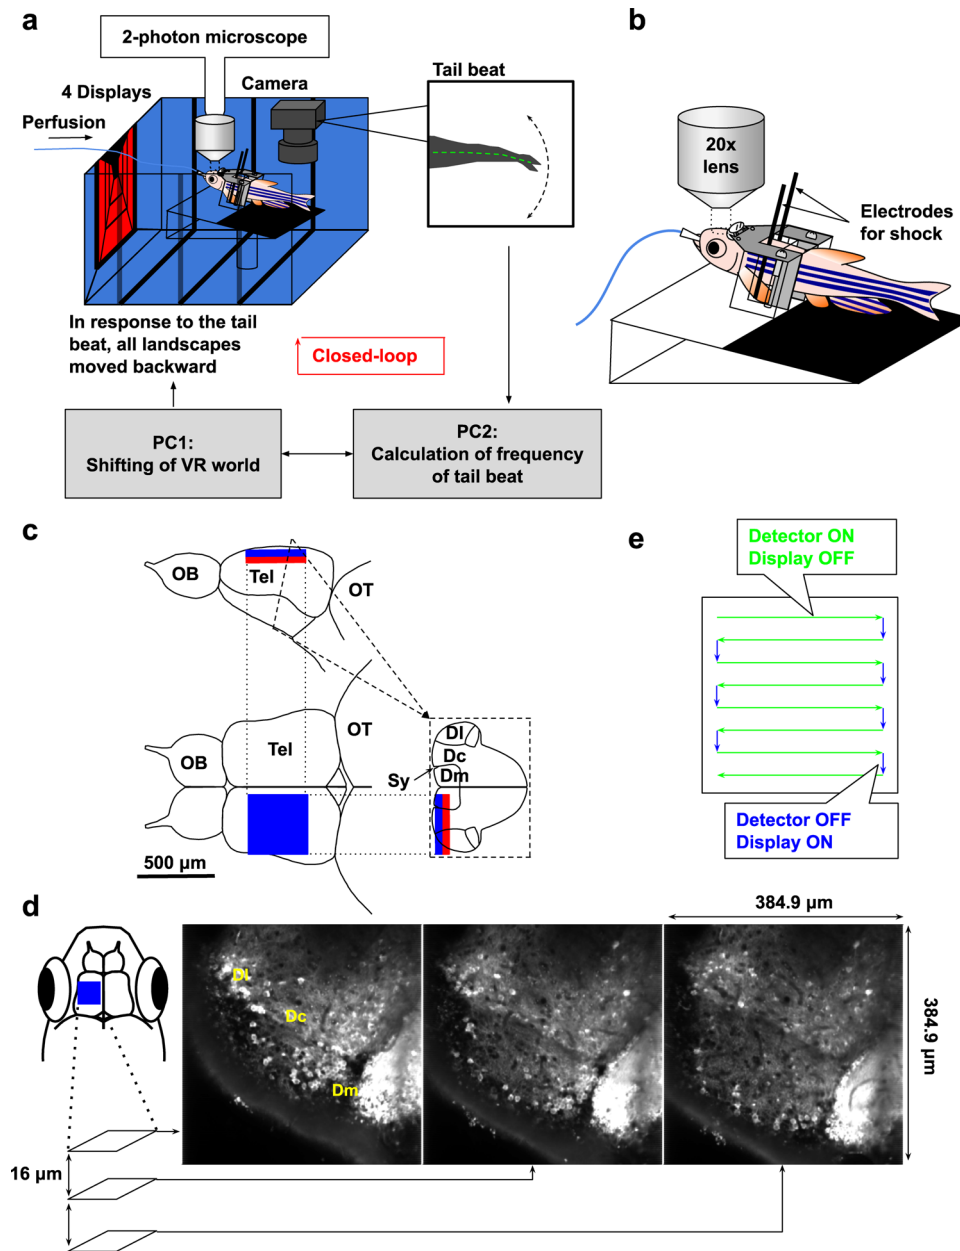 a
2-photon microscope
4 Displays
Camera
Perfusion
Tail beat
In response to the tail
beat, all landscapes
moved backward
Closed-loop
PC1:
Shifting of VR world
PC2:
Calculation of frequency
of tail beat
b
20x
lens
Electrodes
for shock
c
OB
Tel
OT
OB
Tel
OT
Sy
Dl
Dc
Dm
500 µm
e
Detector ON
Display OFF
Detector OFF
Display ON
d
384.9 µm
Dl
Dc
Dm
384.9 µm
16 µm